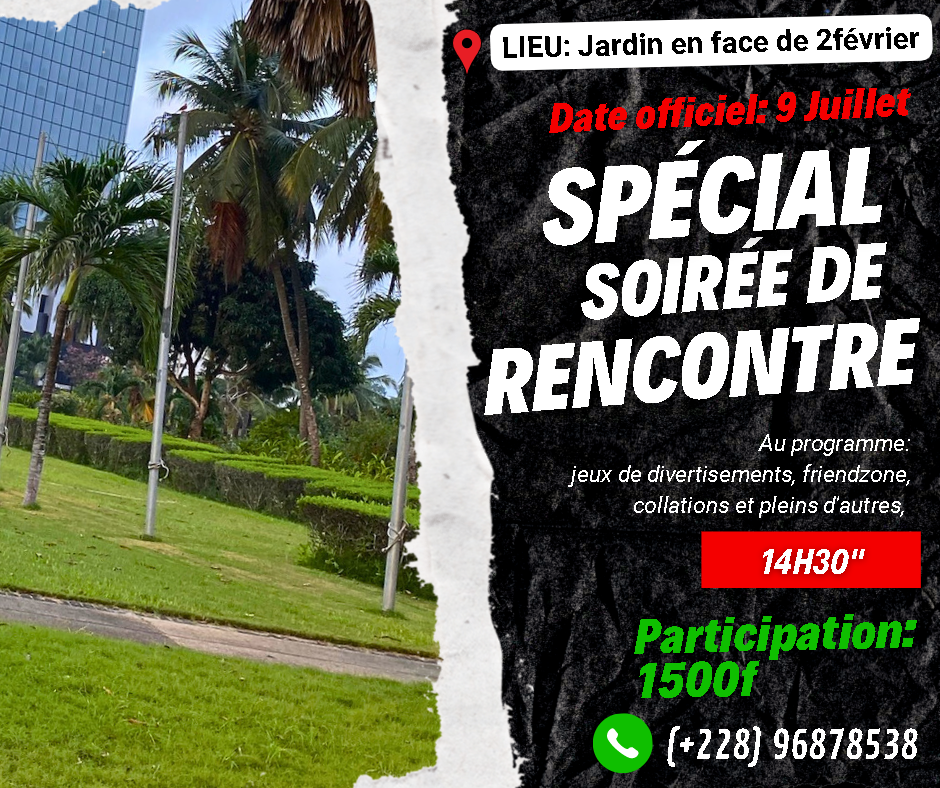 LIEU: Jardin en face de 2février
Date officiel: 9 Juillet
SPÉCIAL
SOIRÉE DE
RENCONTRE
Au programme:
jeux de divertisements, friendzone,
collations et pleins d'autres,
14H30"
Participation:
1500f
(+228) 96878538